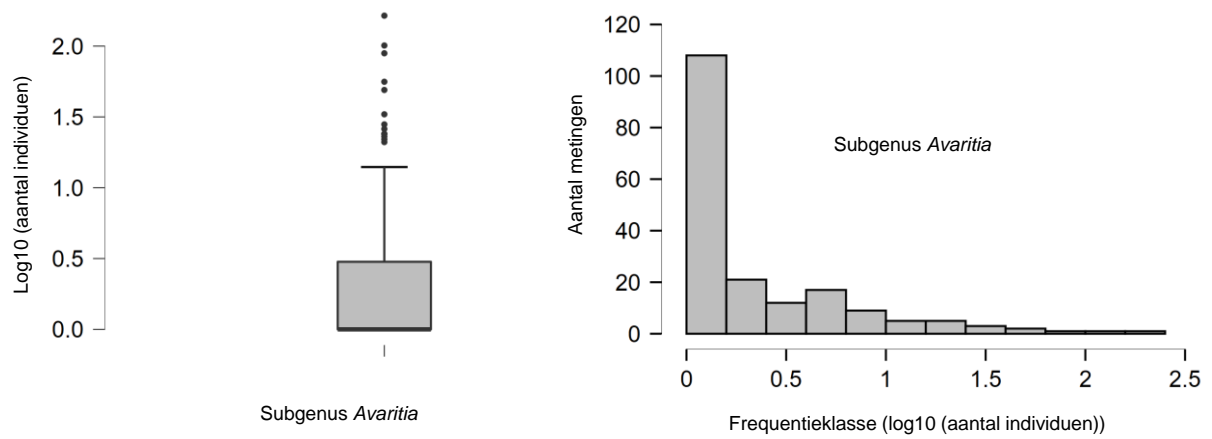 Log10 (aantal individuen)
2.0
1.5
1.0
0.5
0.0
Subgenus Avaritia
Aantal metingen
120
100
80
60
40
20
0
Subgenus Avaritia
0 0.5 1 1.5 2 2.5
Frequentieklasse (log10 (aantal individuen))